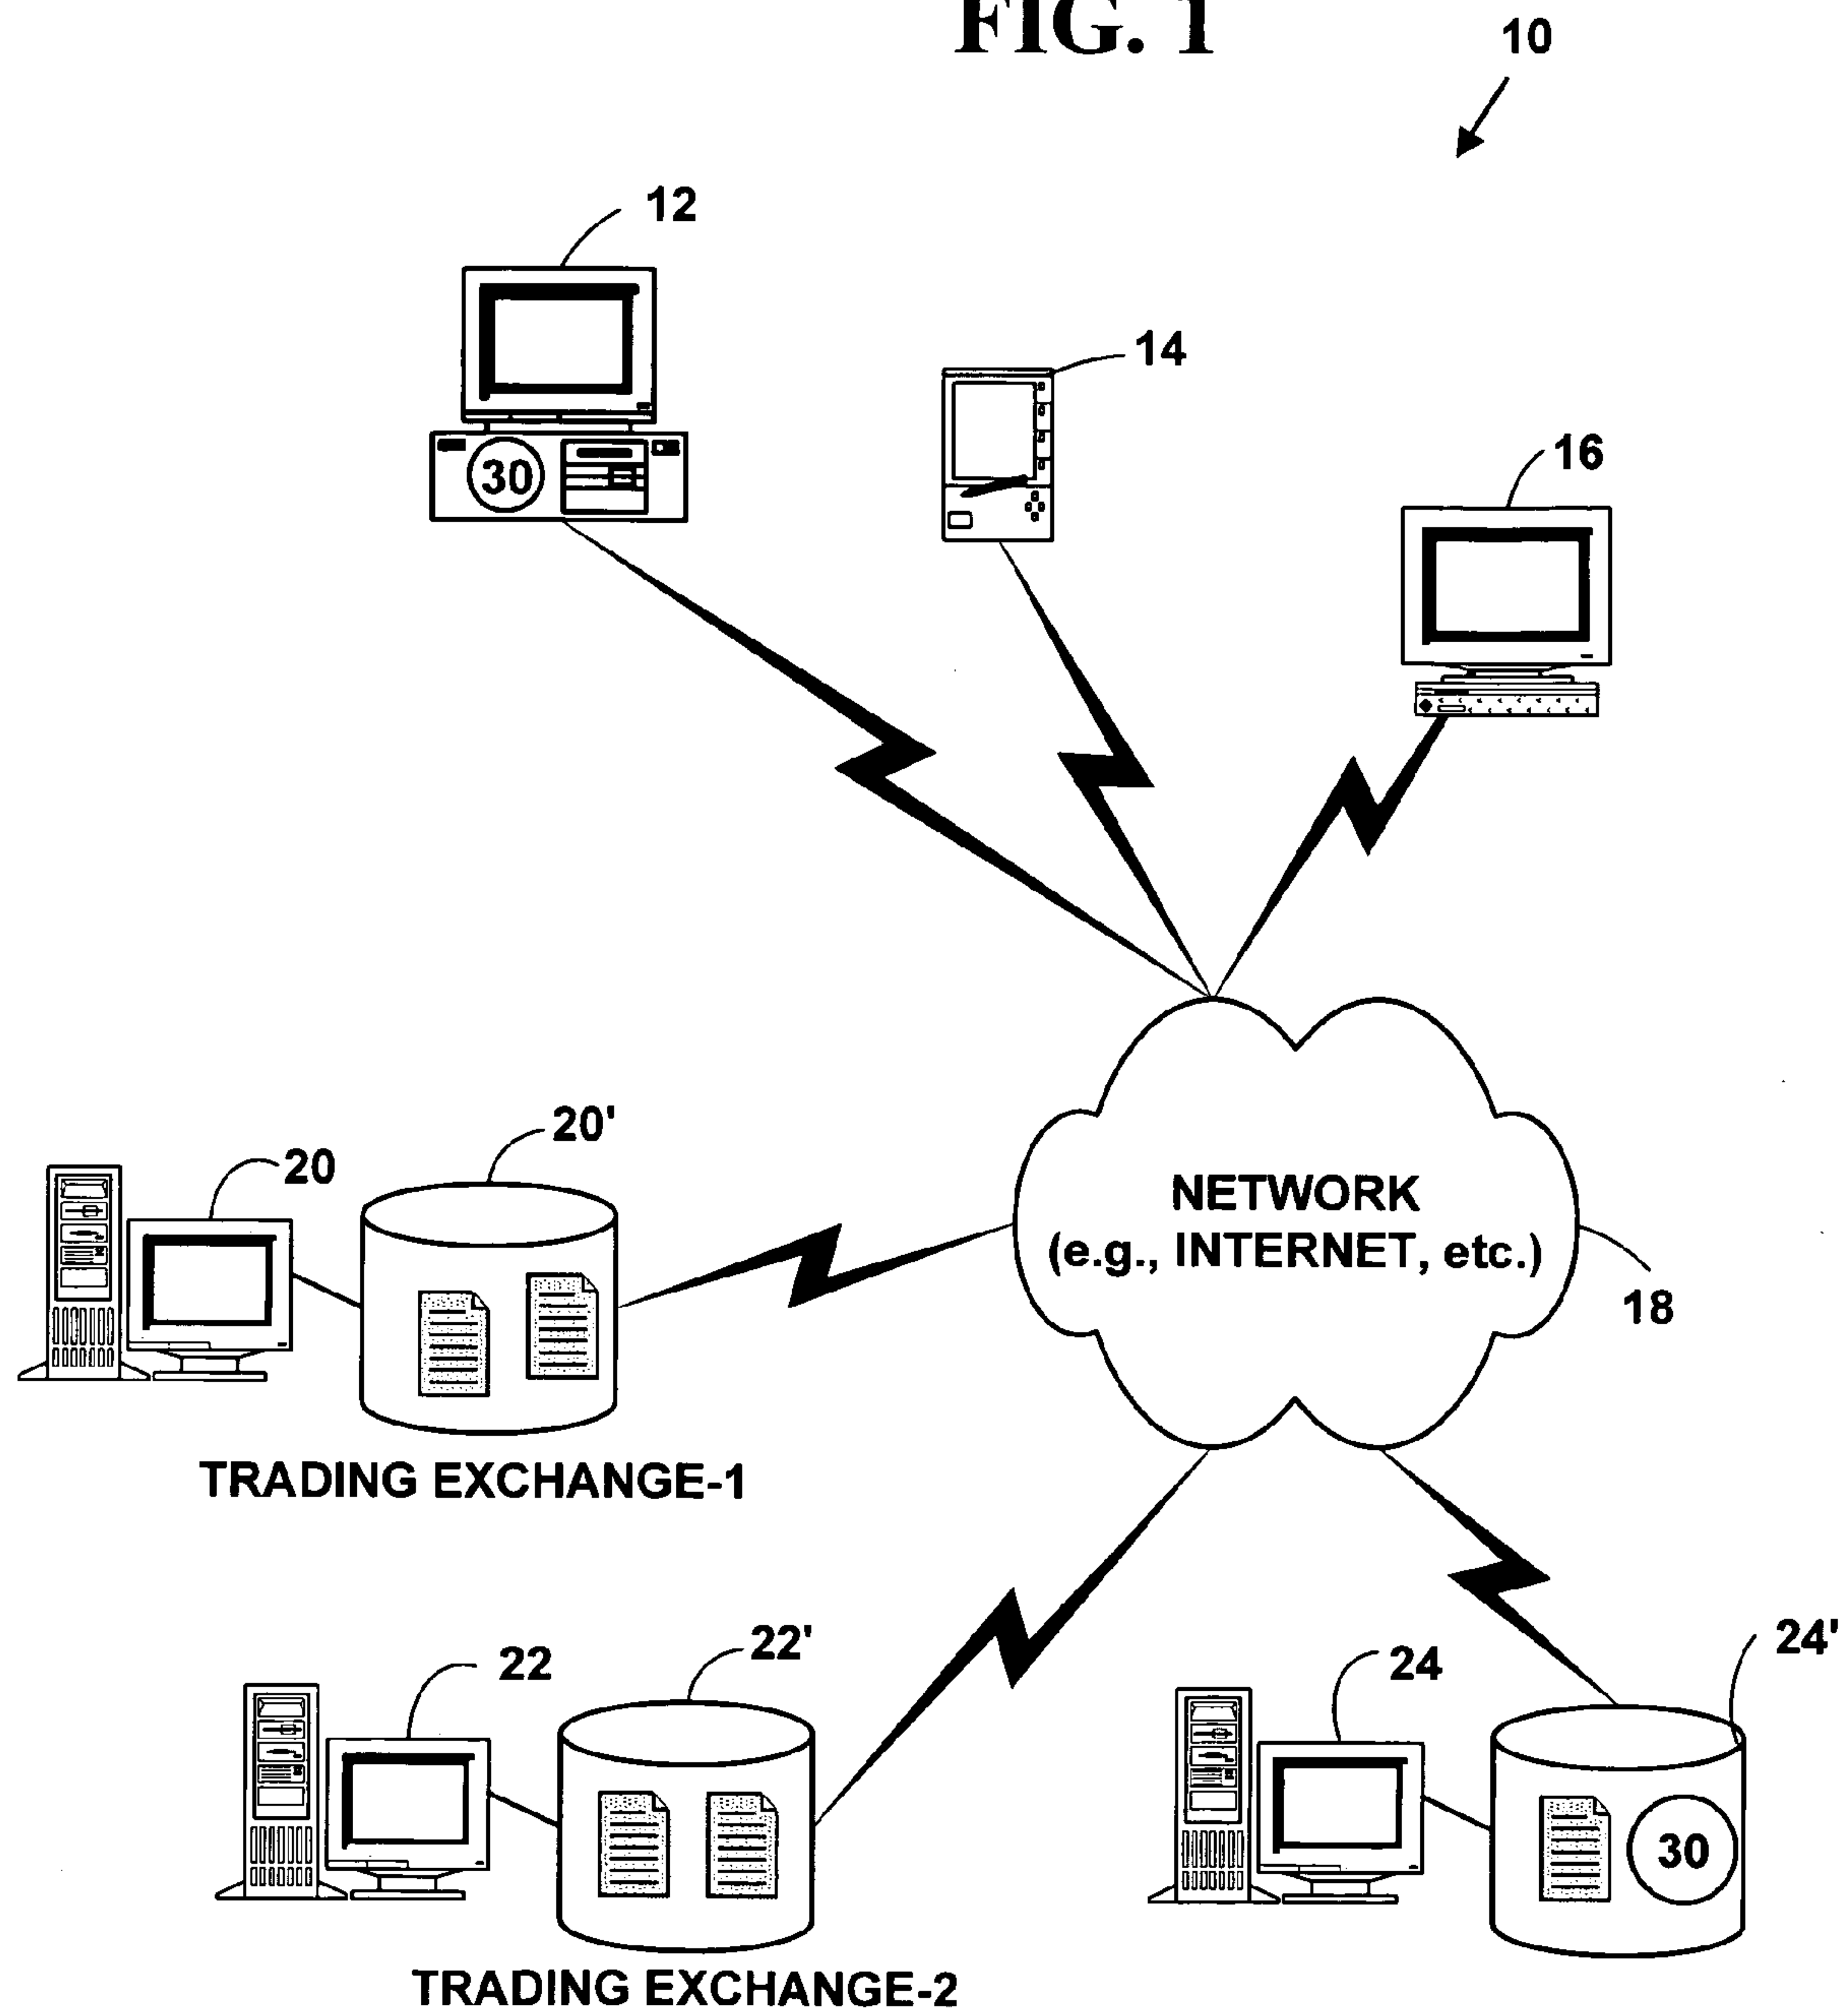 FIG. 1
10
12
14
16
30
20'
20
NETWORK
(e.g., INTERNET, etc.)
18
TRADING EXCHANGE-1
22
22'
24
24'
30
TRADING EXCHANGE-2